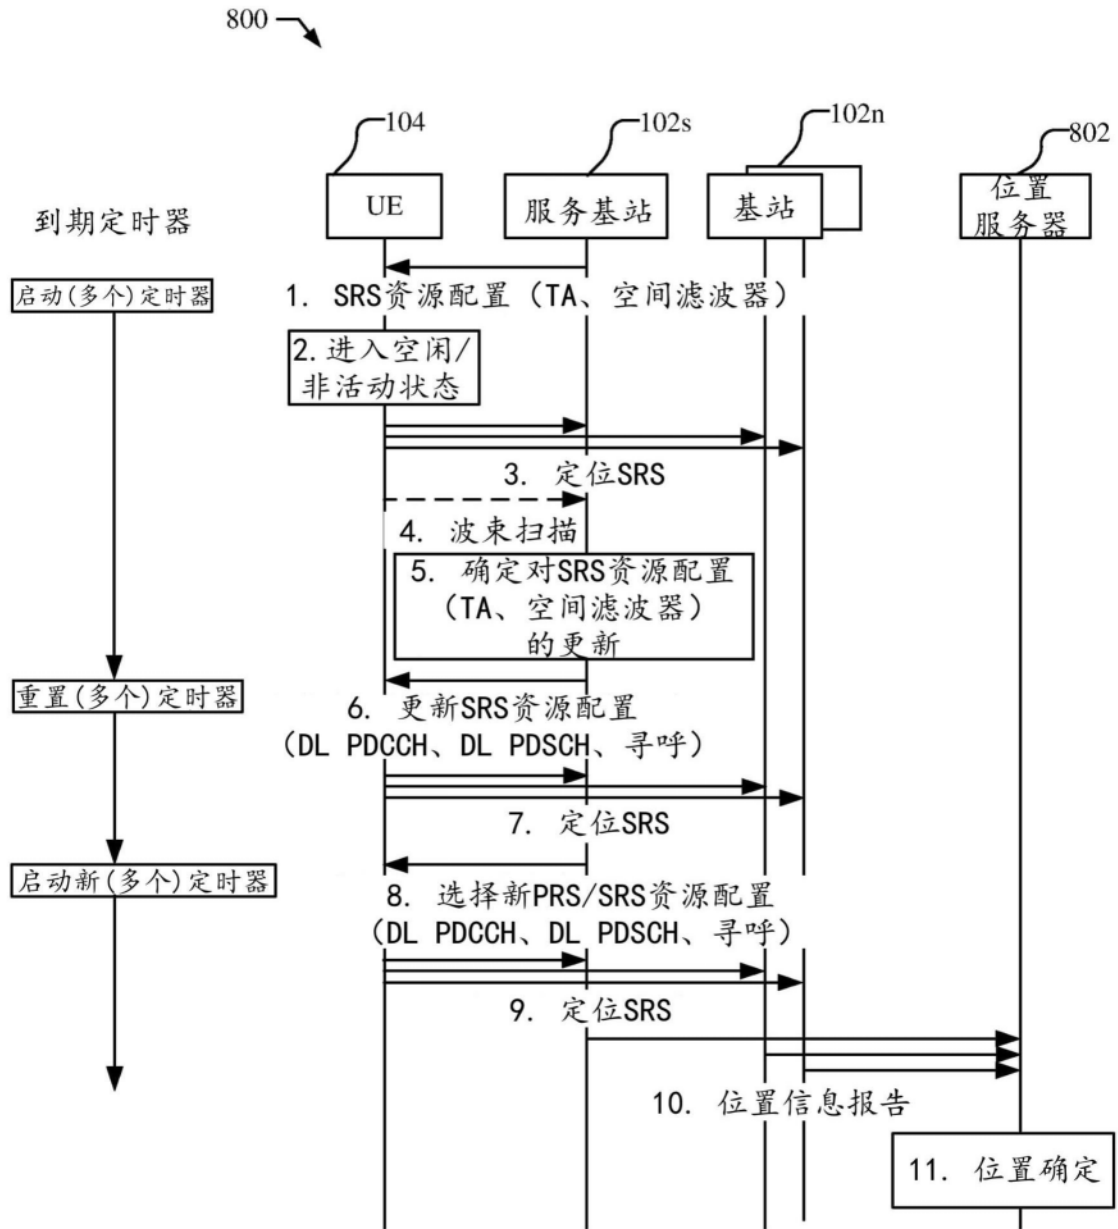 800
104
102s
102n
802
UE
服务基站
基站
位置
服务器
到期定时器
启动(多个)定时器
1. SRS资源配置（TA、空间滤波器）
2.进入空闲/
非活动状态
3. 定位SRS
4. 波束扫描
5. 确定对SRS资源配置
（TA、空间滤波器）
的更新
重置(多个)定时器
6. 更新SRS资源配置
（DL PDCCH、DL PDSCH、寻呼）
7. 定位SRS
启动新(多个)定时器
8. 选择新PRS/SRS资源配置
（DL PDCCH、DL PDSCH、寻呼）
9. 定位SRS
10. 位置信息报告
11. 位置确定